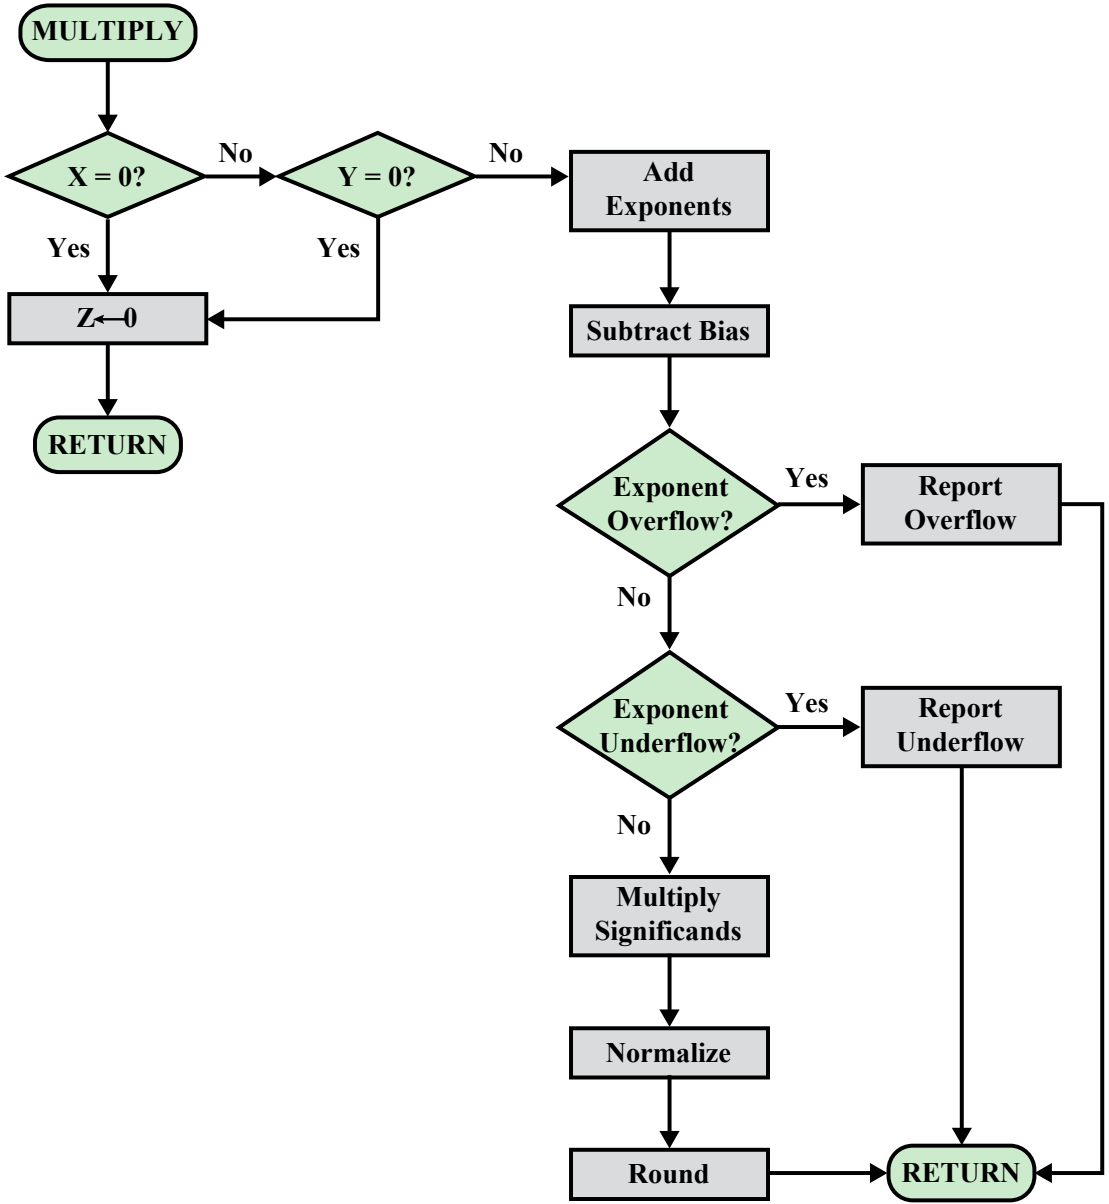 MULTIPLY
X = 0?
No
Y = 0?
No
Add
Exponents
Yes
Yes
Z←0
Subtract Bias
RETURN
Exponent
Overflow?
Yes
Report
Overflow
No
Exponent
Underflow?
Yes
Report
Underflow
No
Multiply
Significands
Normalize
Round
RETURN